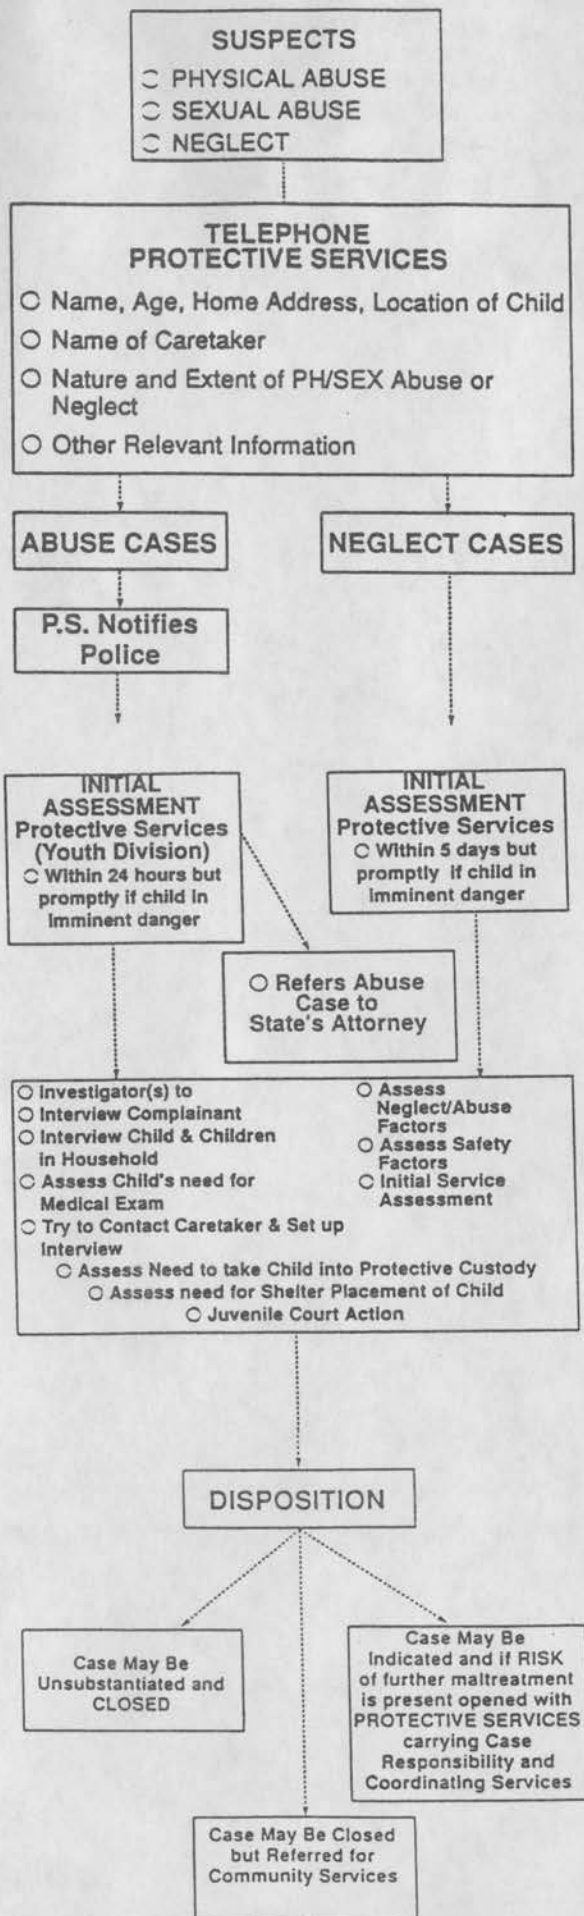 SUSPECTS
○ PHYSICAL ABUSE
○ SEXUAL ABUSE
○ NEGLECT
TELEPHONE
PROTECTIVE SERVICES
○ Name, Age, Home Address, Location of Child
○ Name of Caretaker
○ Nature and Extent of PH/SEX Abuse or
Neglect
○ Other Relevant Information
ABUSE CASES
NEGLECT CASES
P.S. Notifies
Police
INITIAL
ASSESSMENT
Protective Services
(Youth Division)
○ Within 24 hours but
promptly if child in
imminent danger
INITIAL
ASSESSMENT
Protective Services
○ Within 5 days but
promptly if child in
imminent danger
○ Refers Abuse
Case to
State's Attorney
○ Investigator(s) to
○ Interview Complainant
○ Interview Child & Children
in Household
○ Assess Child's need for
Medical Exam
○ Try to Contact Caretaker & Set up
Interview
○ Assess
Neglect/Abuse
Factors
○ Assess Safety
Factors
○ Initial Service
Assessment
○ Assess Need to take Child into Protective Custody
○ Assess need for Shelter Placement of Child
○ Juvenile Court Action
DISPOSITION
Case May Be
Unsubstantiated and
CLOSED
Case May Be
Indicated and if RISK
of further maltreatment
is present opened with
PROTECTIVE SERVICES
carrying Case
Responsibility and
Coordinating Services
Case May Be Closed
but Referred for
Community Services